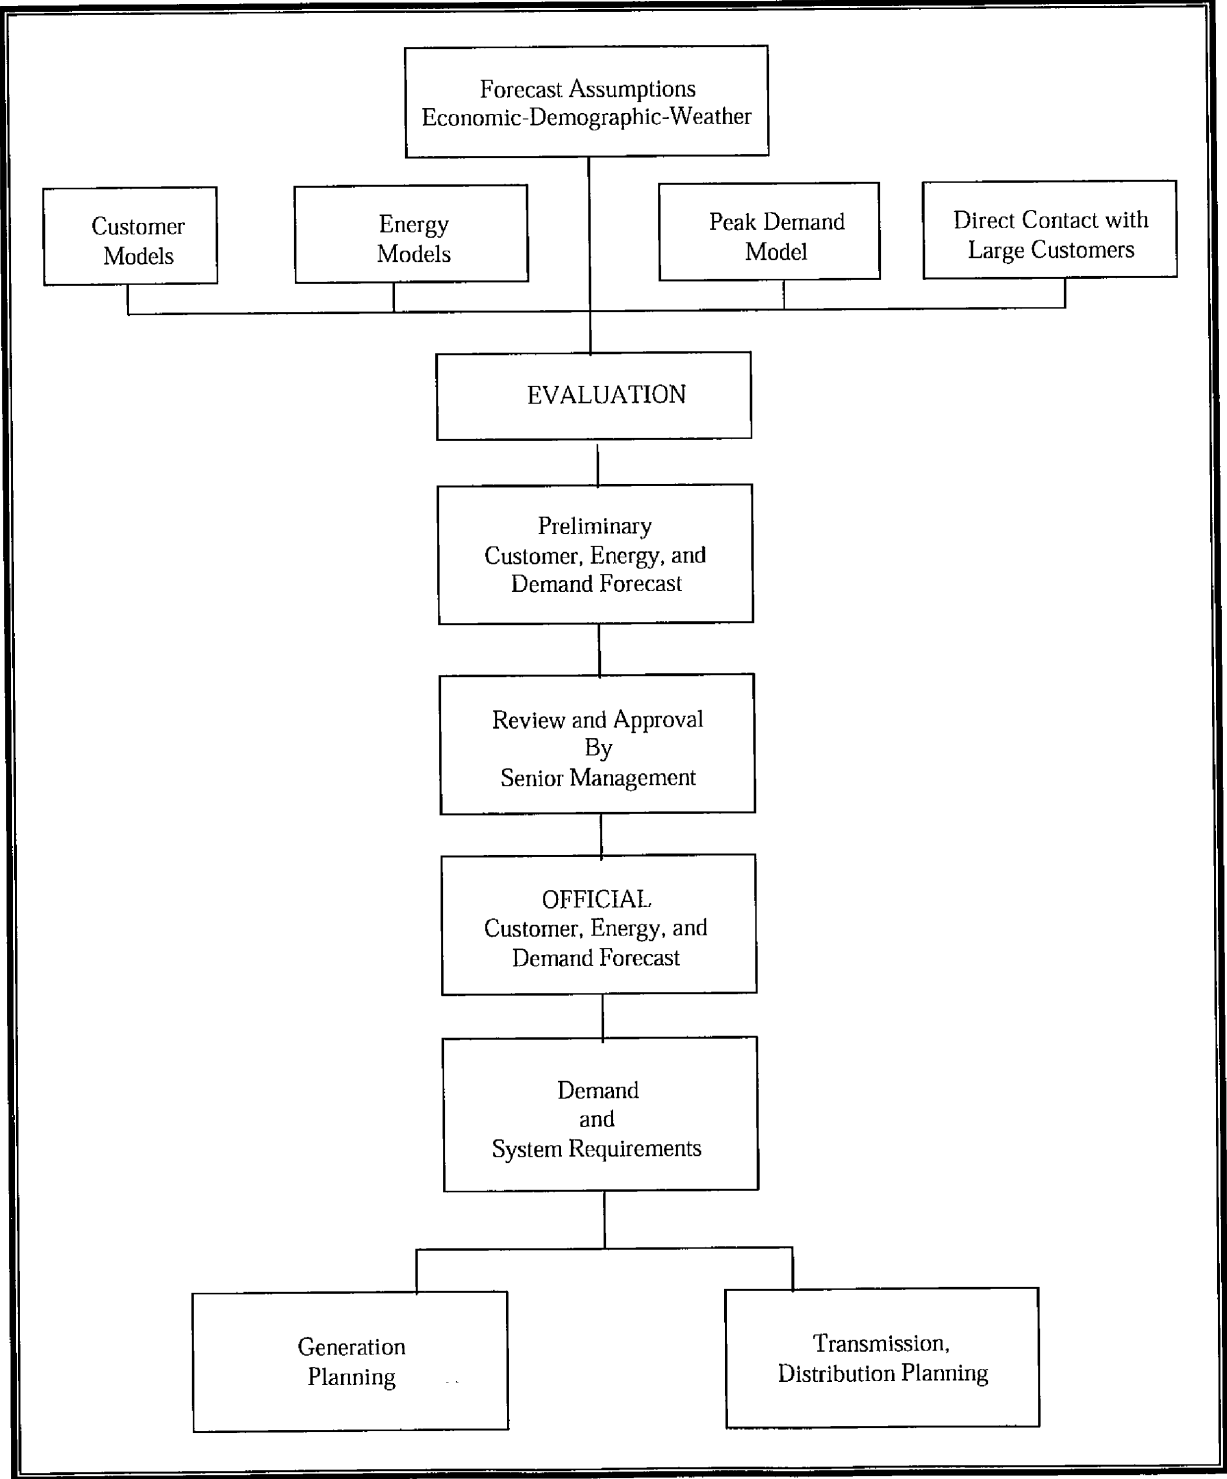 Forecast Assumptions
Economic-Demographic-Weather
Customer
Models
Energy
Models
Peak Demand
Model
Direct Contact with
Large Customers
EVALUATION
Preliminary
Customer, Energy, and
Demand Forecast
Review and Approval
By
Senior Management
OFFICIAL
Customer, Energy, and
Demand Forecast
Demand
and
System Requirements
Generation
Planning
Transmission,
Distribution Planning